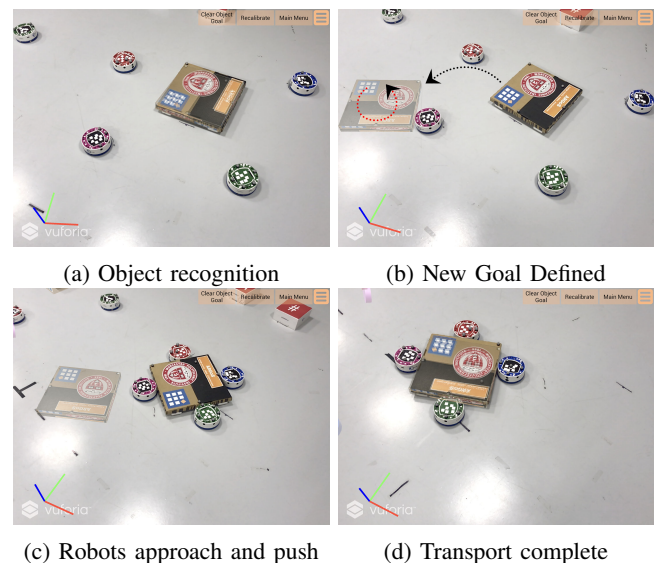 Clear Object Goal Recalibrate Main Menu
vuforia
Clear Object Goal Recalibrate Main Menu
vuforia
(a) Object recognition
(b) New Goal Defined
Clear Object Goal Recalibrate Main Menu
#
vuforia
Clear Object Goal Recalibrate Main Menu
vuforia
(c) Robots approach and push
(d) Transport complete